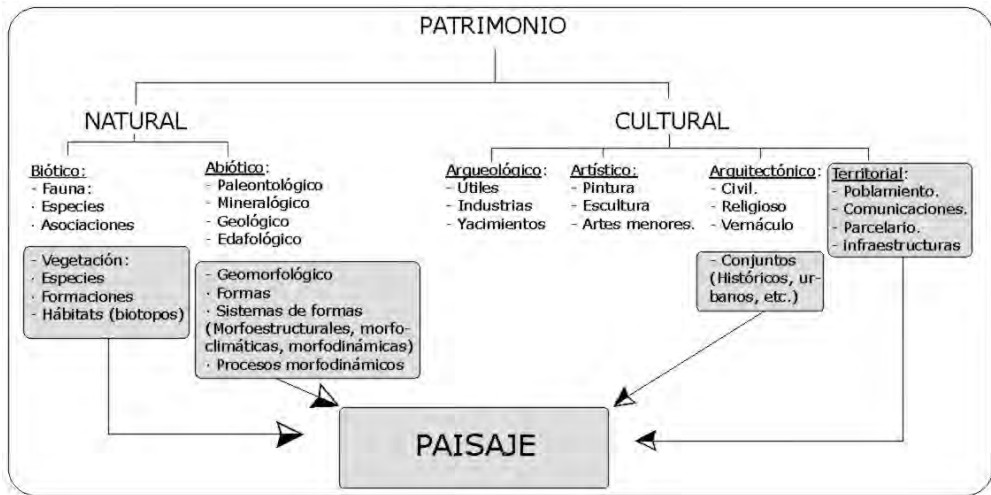 PATRIMONIO
NATURAL
CULTURAL
Biótico:
- Fauna:
· Especies
· Asociaciones
- Vegetación:
· Especies
· Formaciones
- Hábitats (biotopos)
Abiótico:
- Paleontológico
- Mineralógico
- Geológico
- Edafológico
- Geomorfológico
· Formas
· Sistemas de formas
(Morfoestructurales, morfo-
climáticas, morfodinámicas)
· Procesos morfodinámicos
Arqueológico:
- Útiles
- Industrias
- Yacimientos
Artístico:
- Pintura
- Escultura
- Artes menores.
Arquitectónico:
- Civil.
- Religioso
- Vernáculo
- Conjuntos
(Históricos, ur-
banos, etc.)
Territorial:
- Poblamiento.
- Comunicaciones.
- Parcelario.
- infraestructuras
PAISAJE